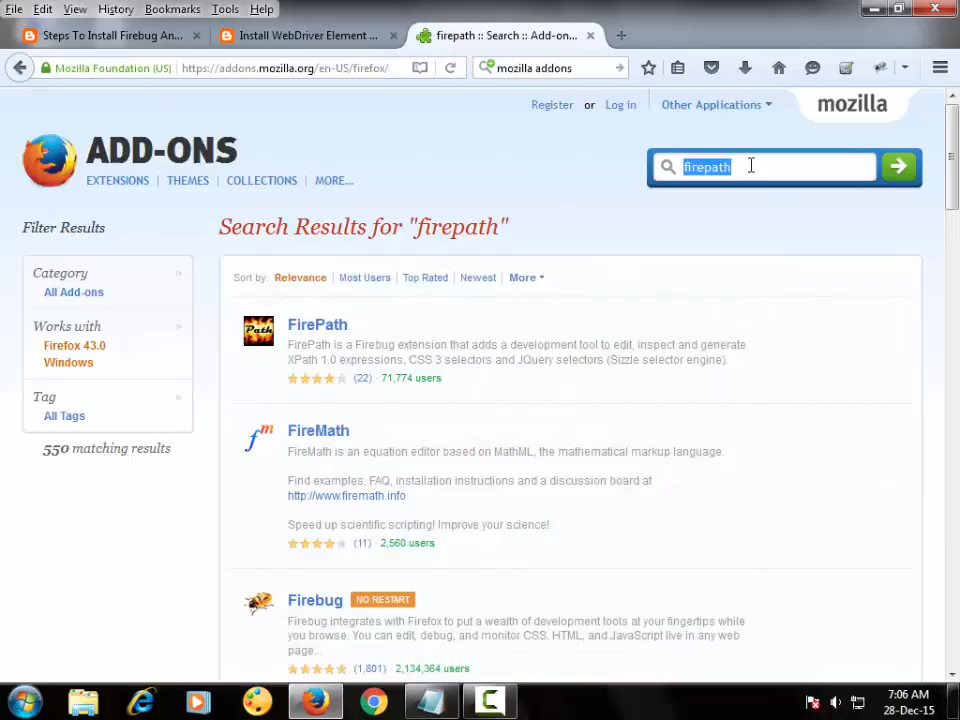 File Edit View History Bookmarks Tools Help
Steps To Install Firebug An... × Install WebDriver Element ... × firepath :: Search :: Add-on... × +
Mozilla Foundation (US) https://addons.mozilla.org/en-US/firefox/ mozilla addons
Register or Log in Other Applications mozilla
ADD-ONS
EXTENSIONS | THEMES | COLLECTIONS | MORE...
firepath
Filter Results
Category »
All Add-ons
Works with »
Firefox 43.0
Windows
Tag »
All Tags
550 matching results
Search Results for "firepath"
Sort by: Relevance Most Users Top Rated Newest More
Path
FirePath
FirePath is a Firebug extension that adds a development tool to edit, inspect and generate
XPath 1.0 expressions, CSS 3 selectors and JQuery selectors (Sizzle selector engine).
(22) · 71,774 users
fm
FireMath
FireMath is an equation editor based on MathML, the mathematical markup language.
Find examples, FAQ, installation instructions and a discussion board at
http://www.firemath.info
Speed up scientific scripting! Improve your science!
(11) · 2,560 users
Firebug NO RESTART
Firebug integrates with Firefox to put a wealth of development tools at your fingertips while
you browse. You can edit, debug, and monitor CSS, HTML, and JavaScript live in any web
page...
(1,801) · 2,134,364 users
C
7:06 AM
28-Dec-15